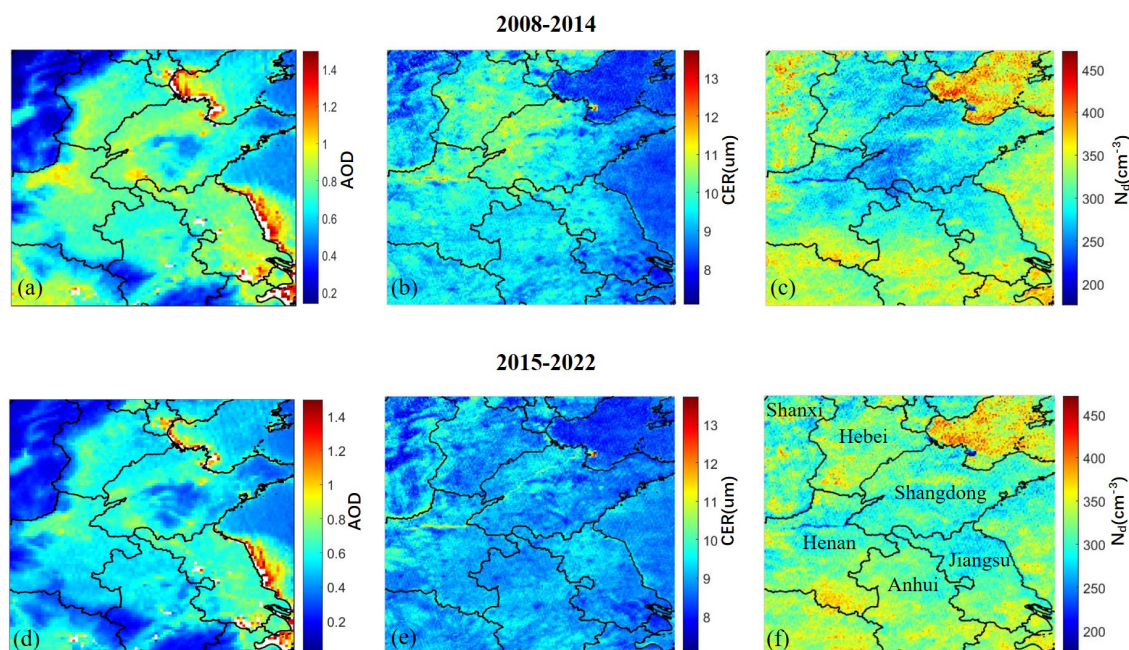 2008-2014
1.4
1.2
1
0.8
0.6
0.4
0.2
AOD
(a)
13
12
11
10
9
8
CER(um)
(b)
450
400
350
300
250
200
Nd(cm-3)
(c)
2015-2022
1.4
1.2
1
0.8
0.6
0.4
0.2
AOD
(d)
13
12
11
10
9
8
CER(um)
(e)
450
400
350
300
250
200
Nd(cm-3)
Shanxi
Hebei
Shangdong
Henan
Jiangsu
Anhui
(f)